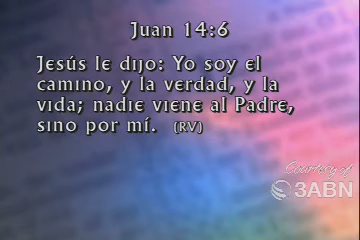 Juan 14:6
Jesús le dijo: Yo soy el
camino, y la verdad, y la
vida; nadie viene al Padre,
sino por mí. (RV)
Courtesy of
3ABN